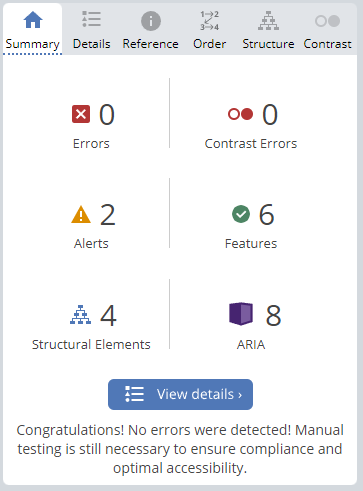 Summary Details Reference Order Structure Contrast
0 0
Errors Contrast Errors
2 6
Alerts Features
4 8
Structural Elements ARIA
View details ›
Congratulations! No errors were detected! Manual
testing is still necessary to ensure compliance and
optimal accessibility.